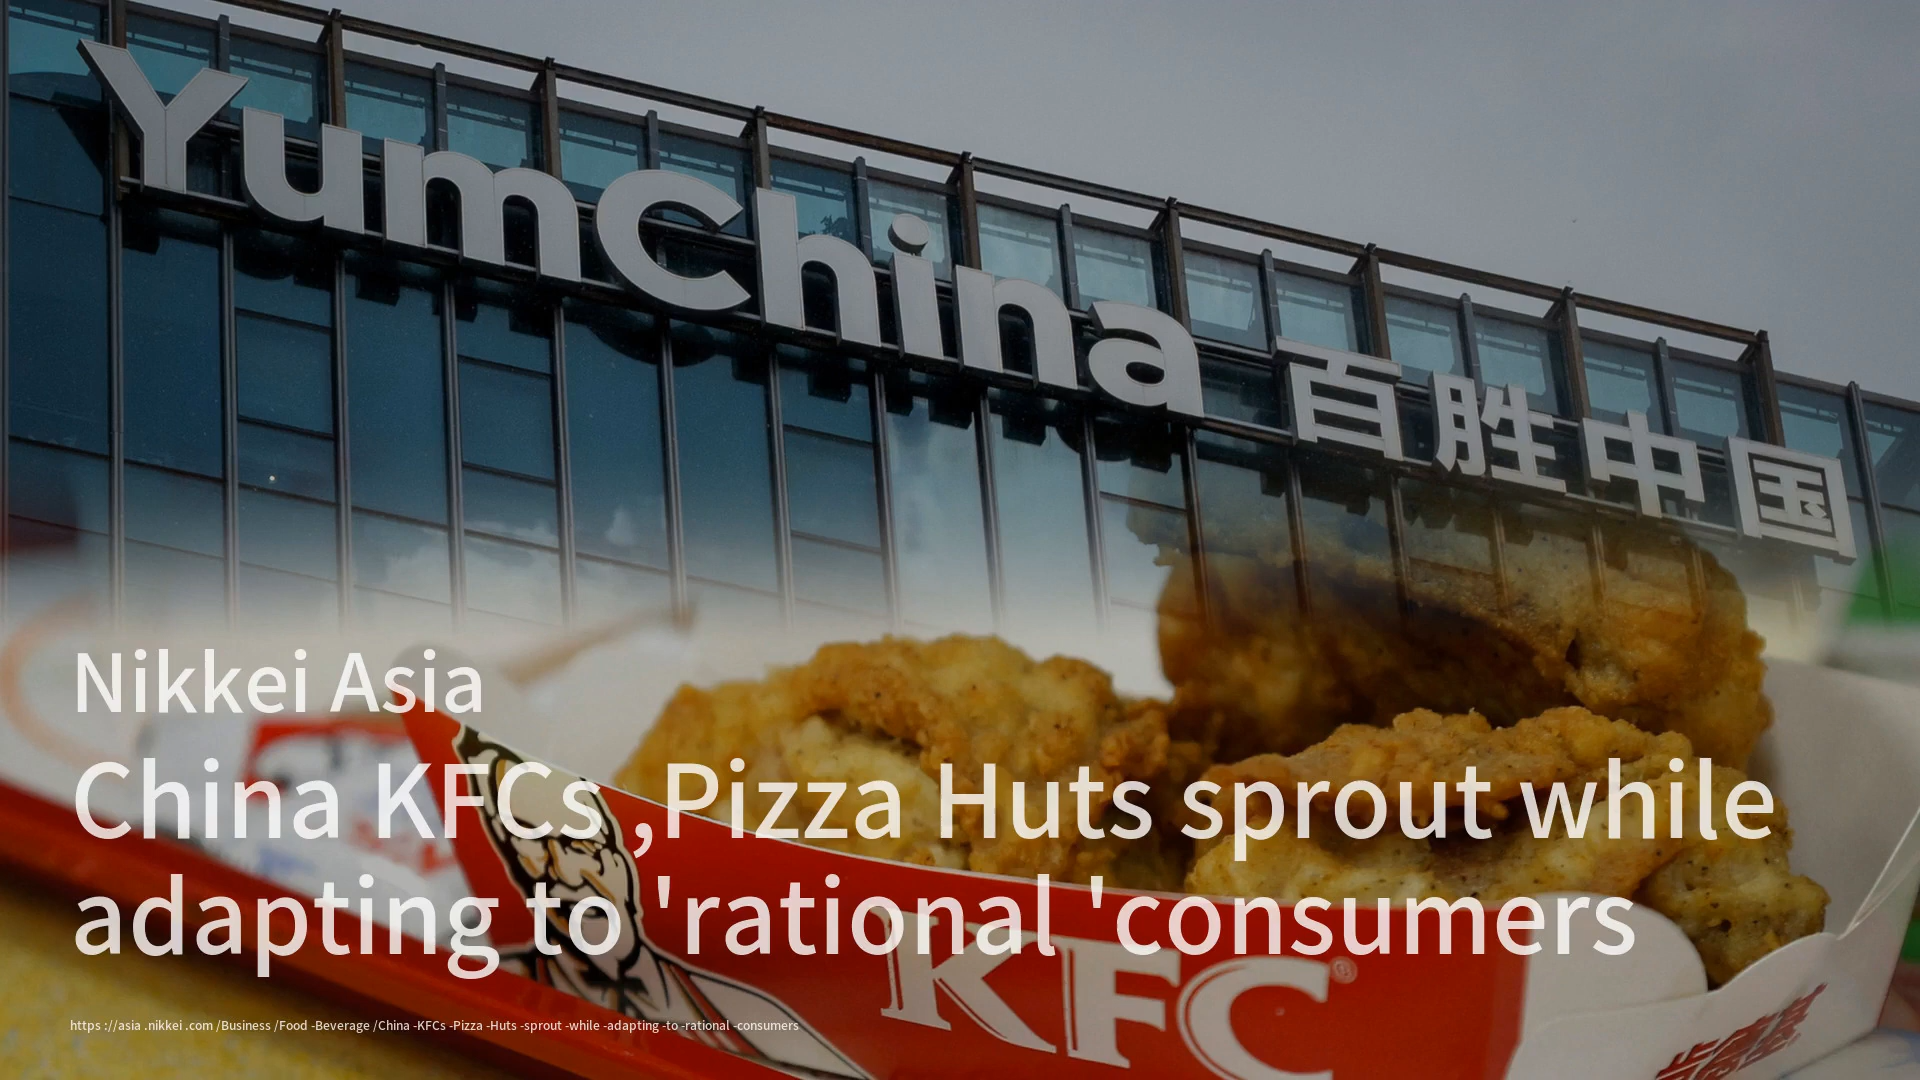 YumChina 百胜中国
Nikkei Asia
China KFCs ,Pizza Huts sprout while
adapting to 'rational 'consumers
KFC®
https ://asia .nikkei .com /Business /Food -Beverage /China -KFCs -Pizza -Huts -sprout -while -adapting -to -rational -consumers